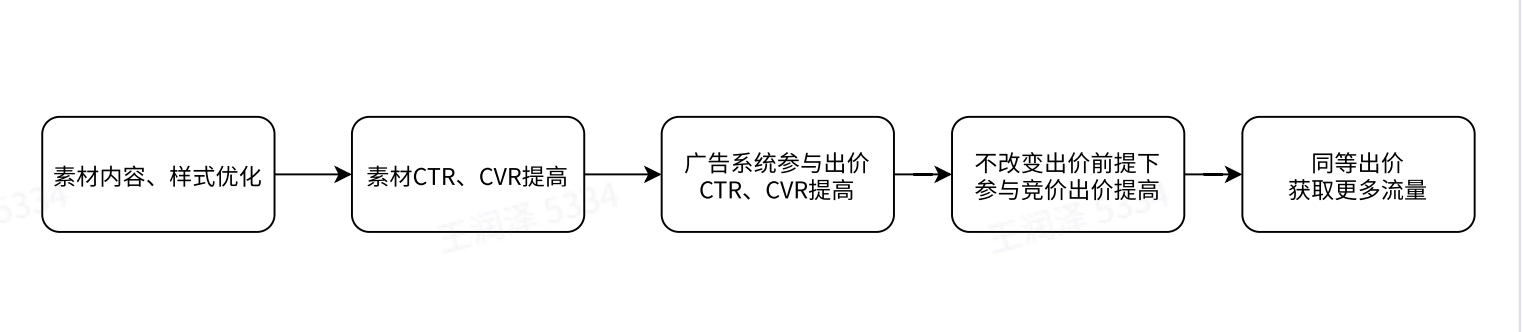 素材内容、样式优化
素材CTR、CVR提高
广告系统参与出价
CTR、CVR提高
不改变出价前提下
参与竞价出价提高
同等出价
获取更多流量
5334
王润泽 5334
王润泽 5334